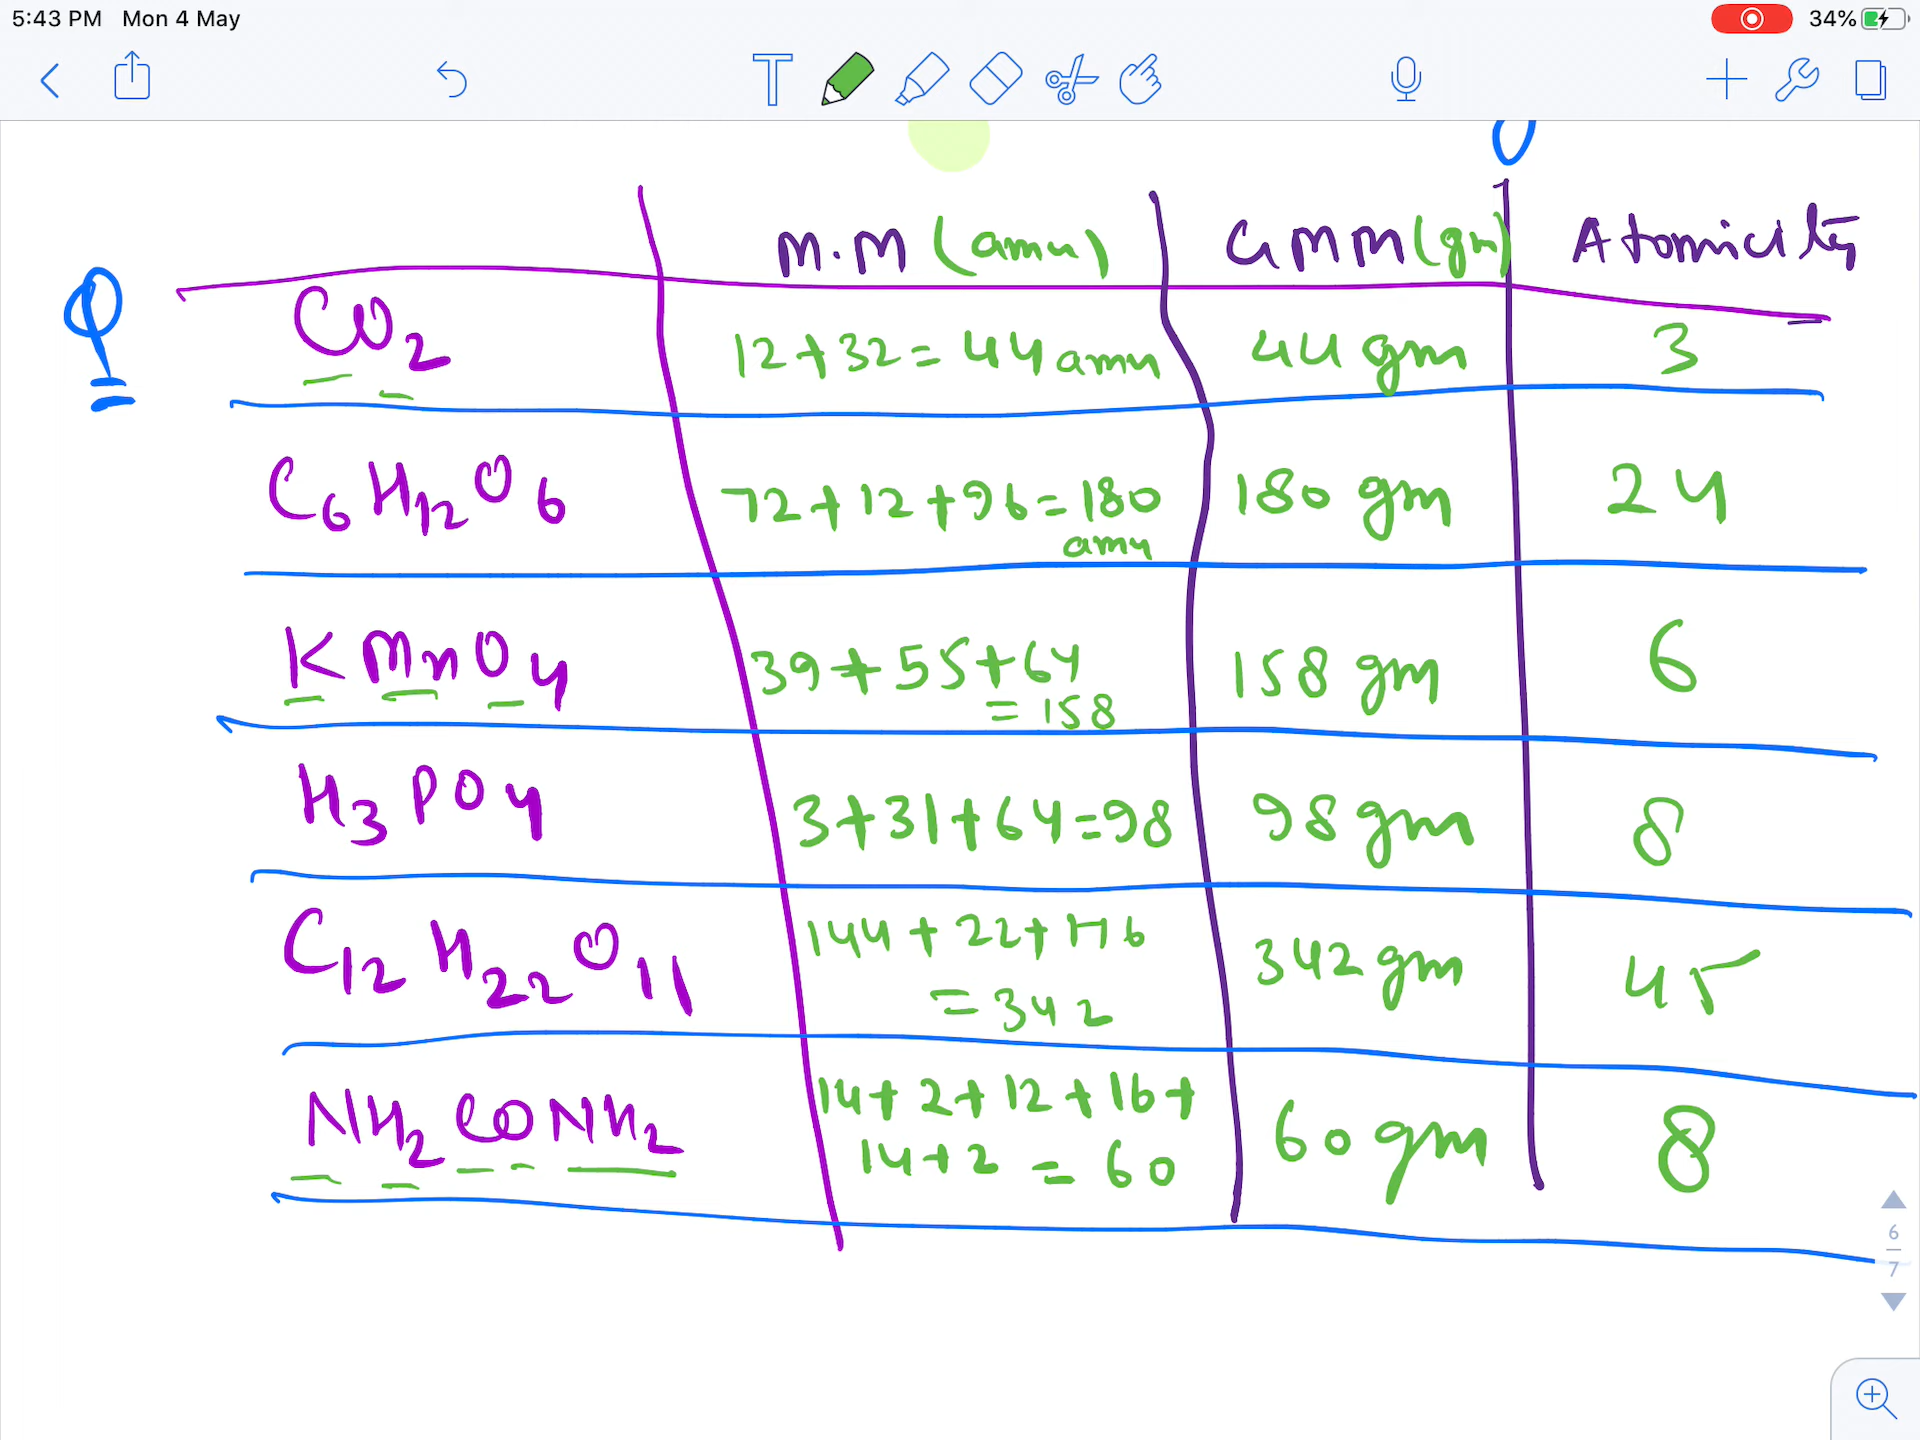 5:43 PM Mon 4 May 34%
T
M.M (amu) GMM (gm) Atomicity
Q
CO2 12+32=44 amu 44 gm 3
C6H12O6 72+12+96=180 amu 180 gm 24
KMnO4 39+55+64 =158 158 gm 6
H3PO4 3+31+64=98 98 gm 8
C12H22O11 144+22+176 =342 342 gm 45
NH2CONH2 14+2+12+16+ 14+2 = 60 60 gm 8
6
7